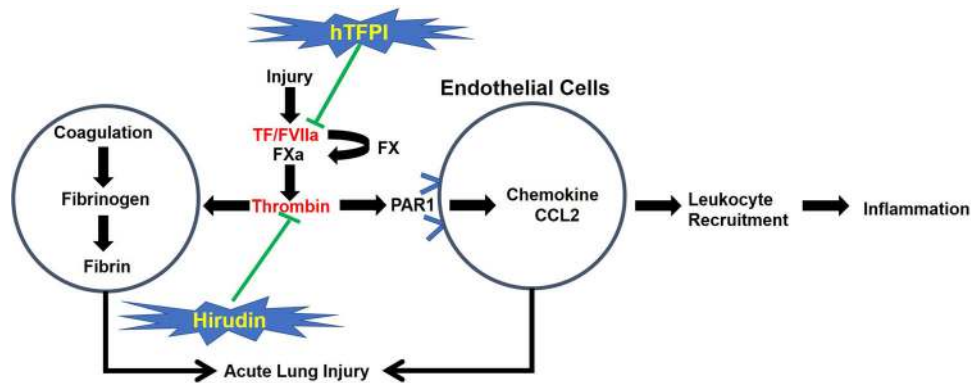 hTFPI
Injury
Endothelial Cells
Coagulation
TF/FVIIa
FXa
FX
Fibrinogen
Thrombin
PAR1
Chemokine
CCL2
Leukocyte
Recruitment
Inflammation
Fibrin
Hirudin
Acute Lung Injury